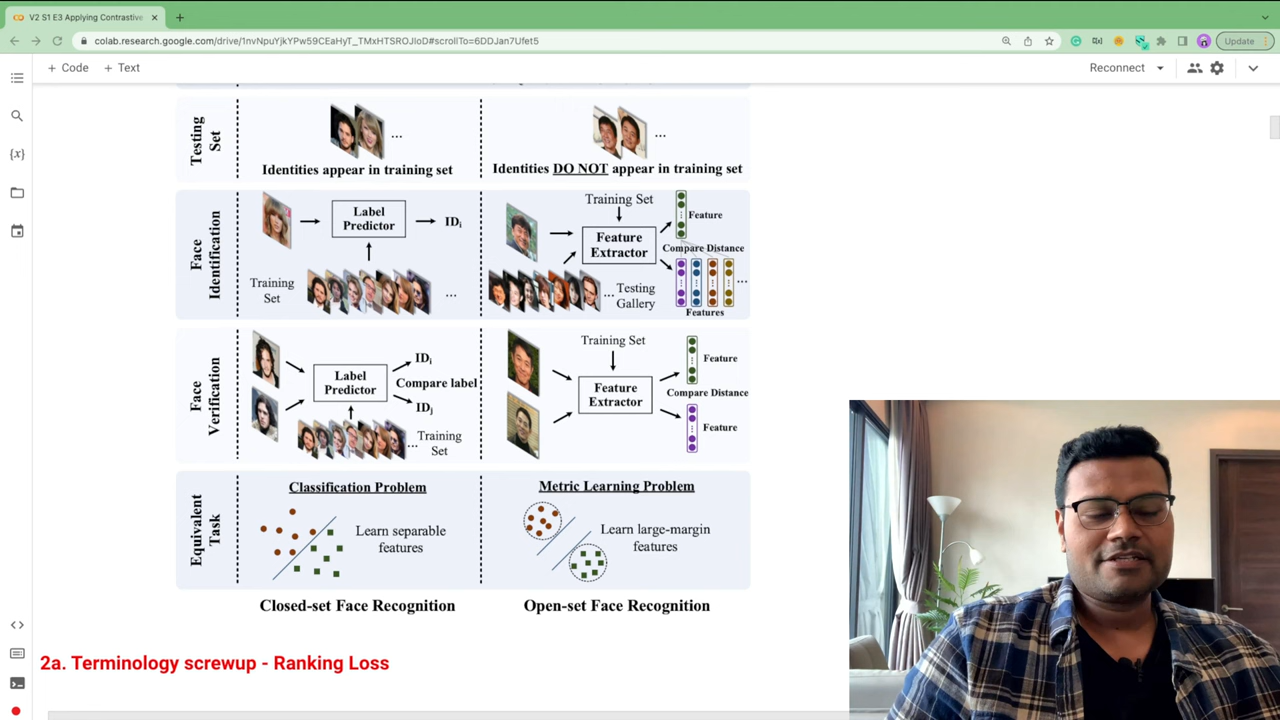 V2 S1 E3 Applying Contrastive
colab.research.google.com/drive/1nvNpuYjkYPw59CEaHyT_TMxHTSROJIoD#scrollTo=6DDJan7Ufet5
Update
+ Code + Text
Reconnect
Testing Set
...
Identities appear in training set
...
Identities DO NOT appear in training set
Face Identification
Label Predictor
IDi
Training Set
...
Training Set
Feature Extractor
Feature
Compare Distance
... Testing Gallery
...
Features
Face Verification
Label Predictor
IDi
Compare label
IDj
... Training Set
Training Set
Feature Extractor
Feature
Compare Distance
Feature
Equivalent Task
Classification Problem
Learn separable features
Metric Learning Problem
Learn large-margin features
Closed-set Face Recognition
Open-set Face Recognition
2a. Terminology screwup - Ranking Loss